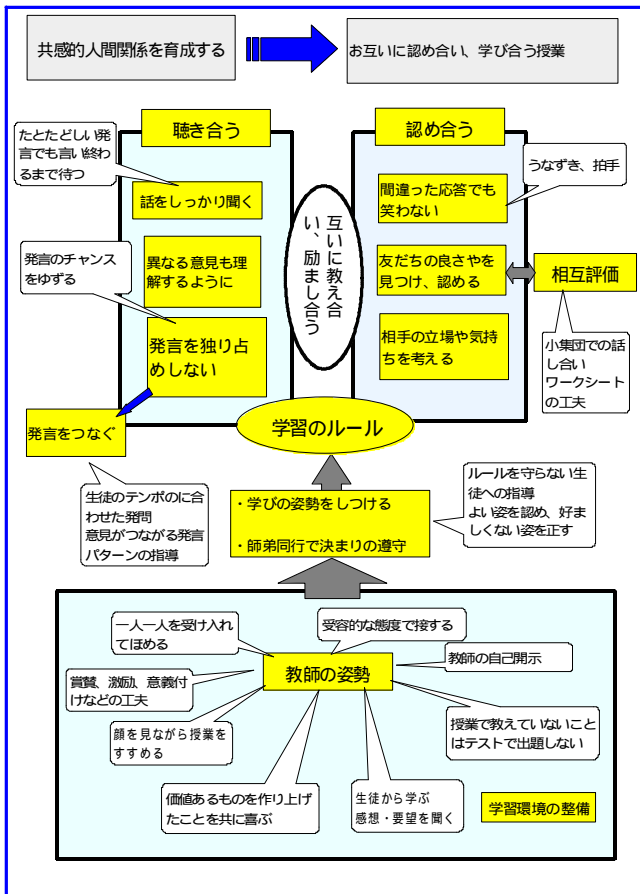 共感的人間関係を育成する
お互いに認め合い、学び合う授業
聴き合う
認め合う
たとたどしい発
言でも言い終わ
るまで待つ
うなずき、拍手
話をしっかり聞く
間違った応答でも
笑わない
互いに教え合
い、励まし合う
発言のチャンス
をゆずる
異なる意見も理
解するように
友だちの良さやを
見つけ、認める
相互評価
発言を独り占
めしない
相手の立場や気持
ちを考える
小集団での話
し合い
ワークシート
の工夫
発言をつなぐ
学習のルール
生徒のテンポのに合
わせた発問
意見がつながる発言
パターンの指導
・学びの姿勢をしつける
・師弟同行で決まりの遵守
ルールを守らない生
徒への指導
よい姿を認め、好ま
しくない姿を正す
一人一人を受け入れ
てほめる
受容的な態度で接する
教師の自己開示
教師の姿勢
賞賛、激励、意義付
けなどの工夫
顔を見ながら授業を
すすめる
授業で教えていないこと
はテストで出題しない
価値あるものを作り上げ
たことを共に喜ぶ
生徒から学ぶ
感想・要望を聞く
学習環境の整備